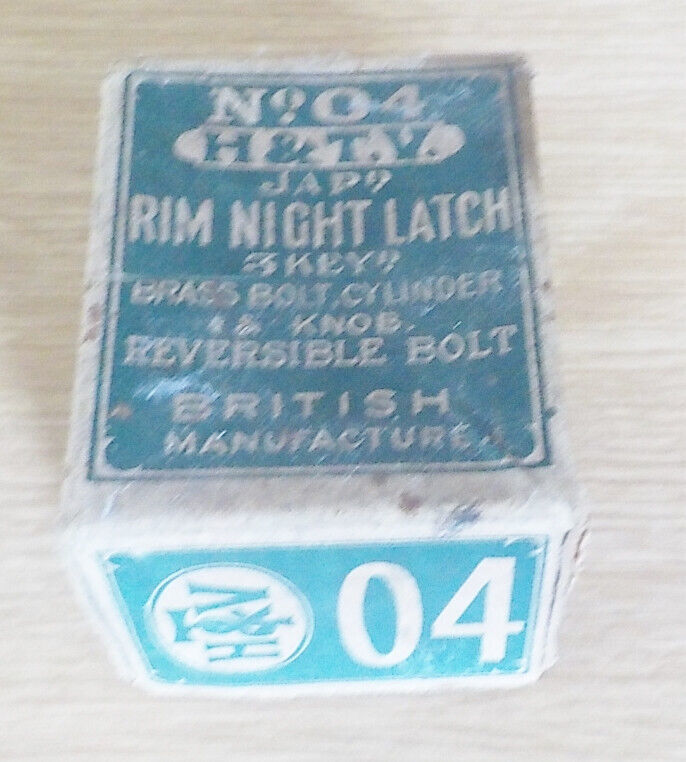 Nº 04
H & T.V.
JAPD
RIM NIGHT LATCH
3 KEYS
BRASS BOLT, CYLINDER
& KNOB.
REVERSIBLE BOLT
BRITISH
MANUFACTURE.
H&V
04